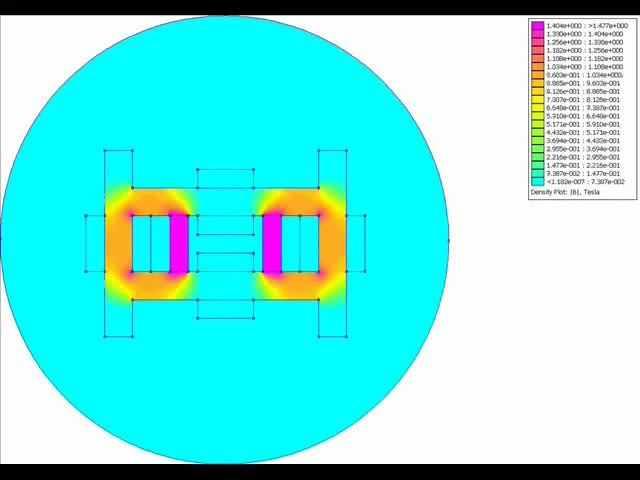 1.404e+000 : >1.477e+000
1.330e+000 : 1.404e+000
1.256e+000 : 1.330e+000
1.182e+000 : 1.256e+000
1.108e+000 : 1.182e+000
1.034e+000 : 1.108e+000
9.603e-001 : 1.034e+000
8.865e-001 : 9.603e-001
8.126e-001 : 8.865e-001
7.387e-001 : 8.126e-001
6.648e-001 : 7.387e-001
5.910e-001 : 6.648e-001
5.171e-001 : 5.910e-001
4.432e-001 : 5.171e-001
3.694e-001 : 4.432e-001
2.955e-001 : 3.694e-001
2.216e-001 : 2.955e-001
1.477e-001 : 2.216e-001
7.387e-002 : 1.477e-001
<1.182e-007 : 7.387e-002
Density Plot: |B|, Tesla